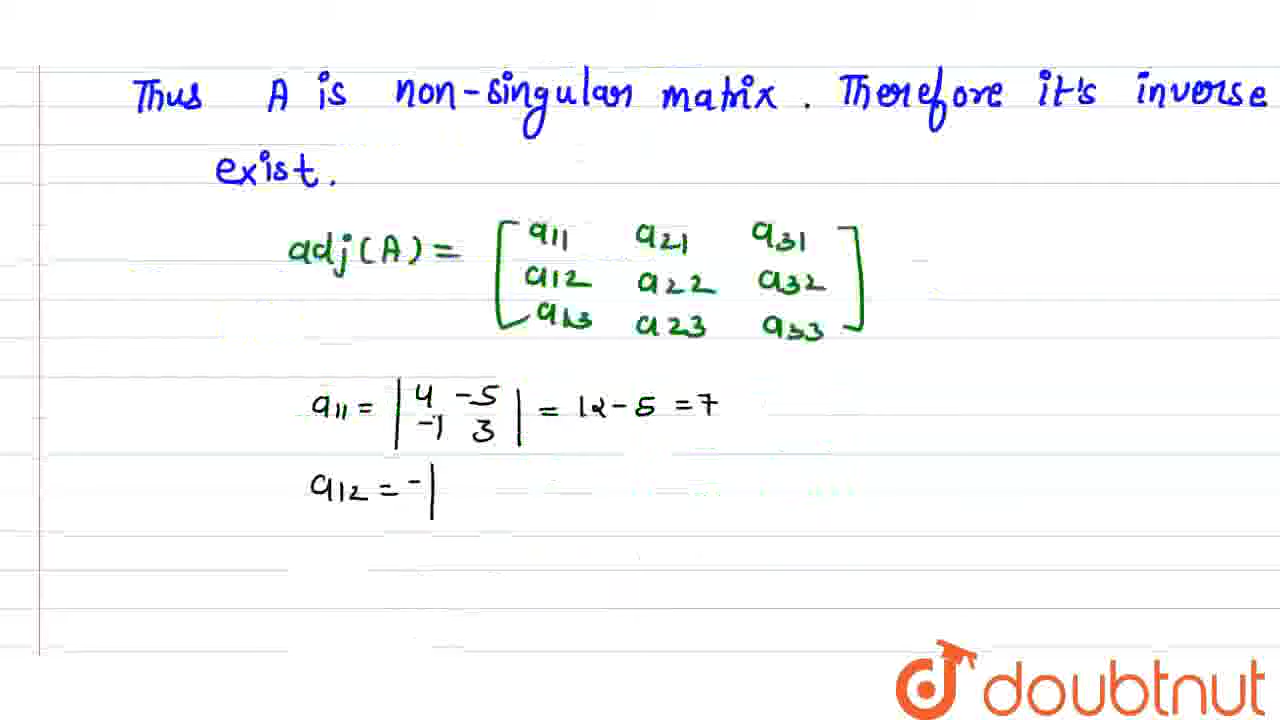 Thus A is non-singular matrix. Therefore it's inverse
exist.
adj(A) = [a11 a21 a31
a12 a22 a32
a13 a23 a33]
a11 = |4 -5
-1 3| = 12 - 5 = 7
a12 = -|
doubtnut